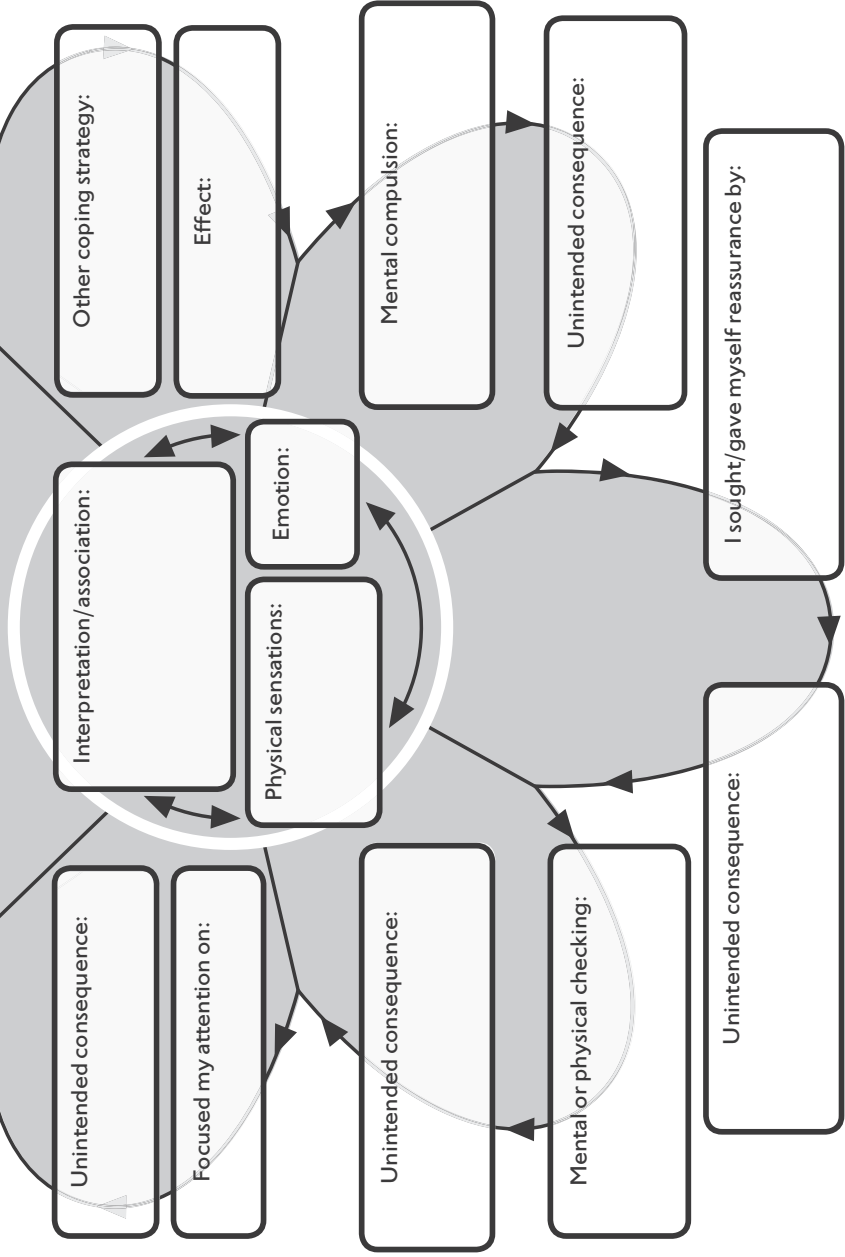 Unintended consequence:
Interpretation/association:
Other coping strategy:
Focused my attention on:
Effect:
Physical sensations:
Emotion:
Unintended consequence:
Mental compulsion:
Mental or physical checking:
Unintended consequence:
Unintended consequence:
I sought/gave myself reassurance by: